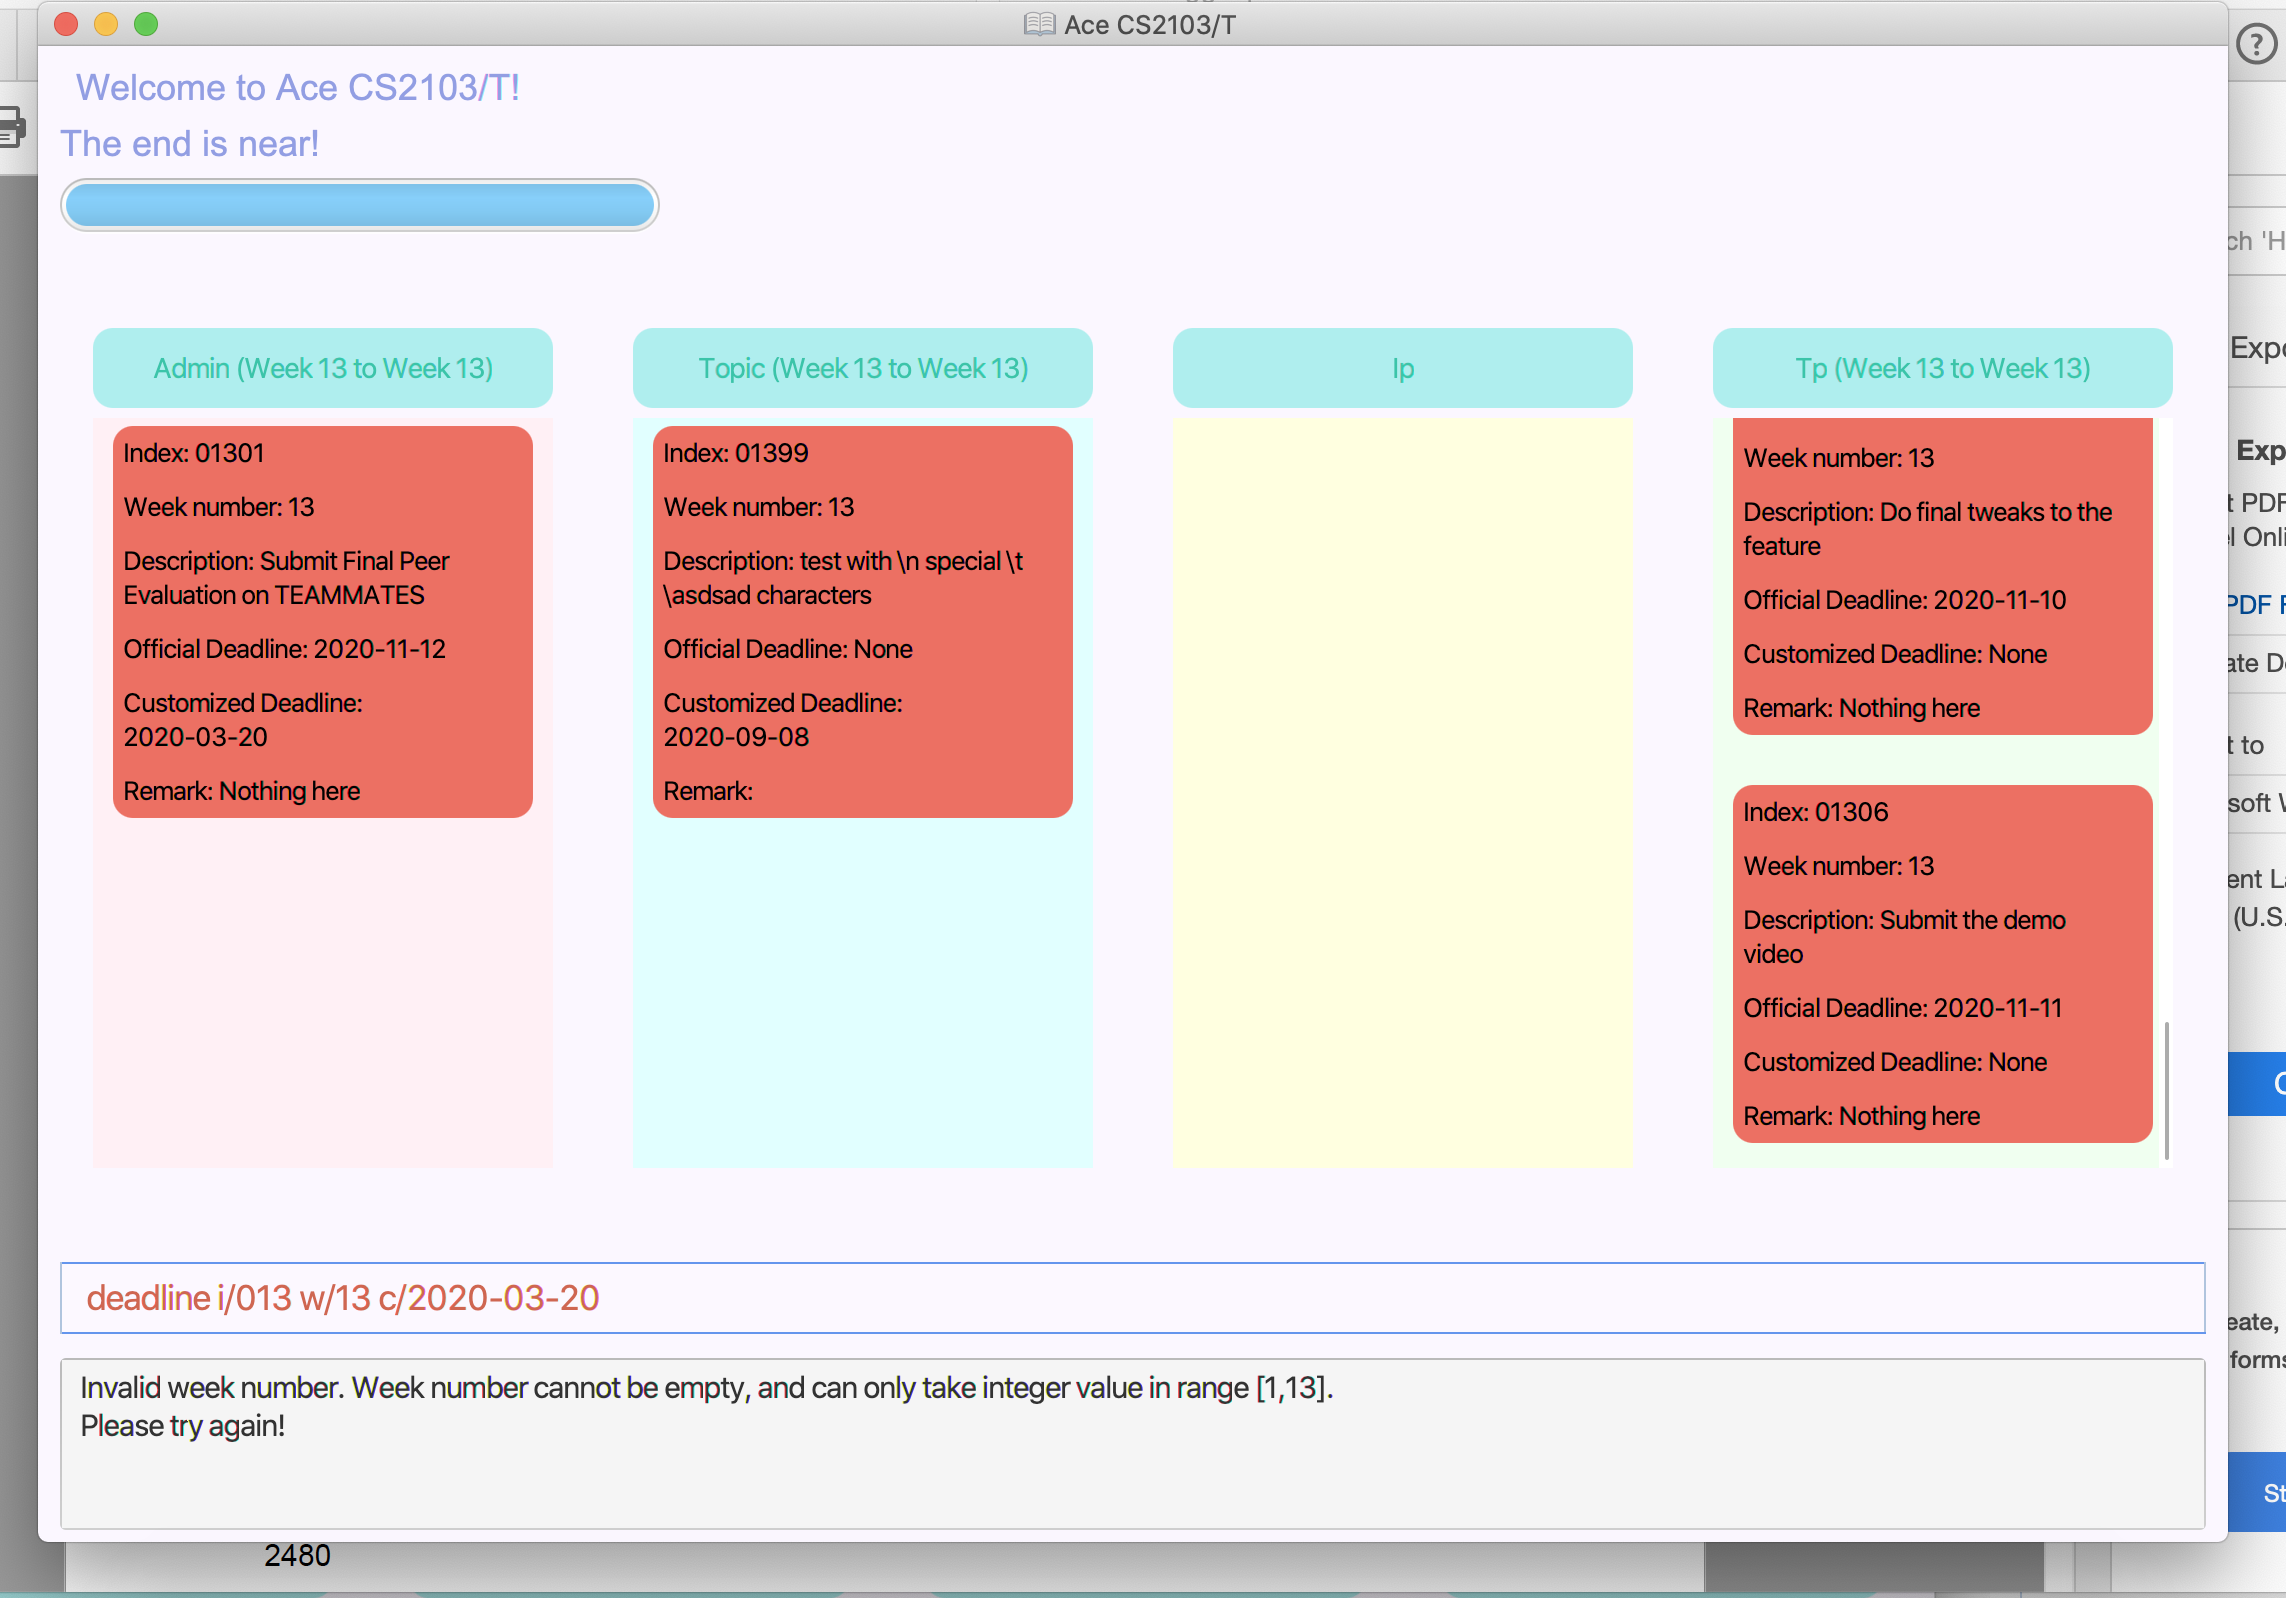 Ace CS2103/T
Welcome to Ace CS2103/T!
The end is near!
Admin (Week 13 to Week 13)
Topic (Week 13 to Week 13)
Ip
Tp (Week 13 to Week 13)
Index: 01301
Week number: 13
Description: Submit Final Peer
Evaluation on TEAMMATES
Official Deadline: 2020-11-12
Customized Deadline:
2020-03-20
Remark: Nothing here
Index: 01399
Week number: 13
Description: test with \n special \t
\asdsad characters
Official Deadline: None
Customized Deadline:
2020-09-08
Remark:
Week number: 13
Description: Do final tweaks to the
feature
Official Deadline: 2020-11-10
Customized Deadline: None
Remark: Nothing here
Index: 01306
Week number: 13
Description: Submit the demo
video
Official Deadline: 2020-11-11
Customized Deadline: None
Remark: Nothing here
deadline i/013 w/13 c/2020-03-20
Invalid week number. Week number cannot be empty, and can only take integer value in range [1,13].
Please try again!
2480
?
ch 'H
Expo
Exp
t PDF
l Onli
PDF F
ate D
t to
soft
ent La
(U.S.
eate,
forms
St